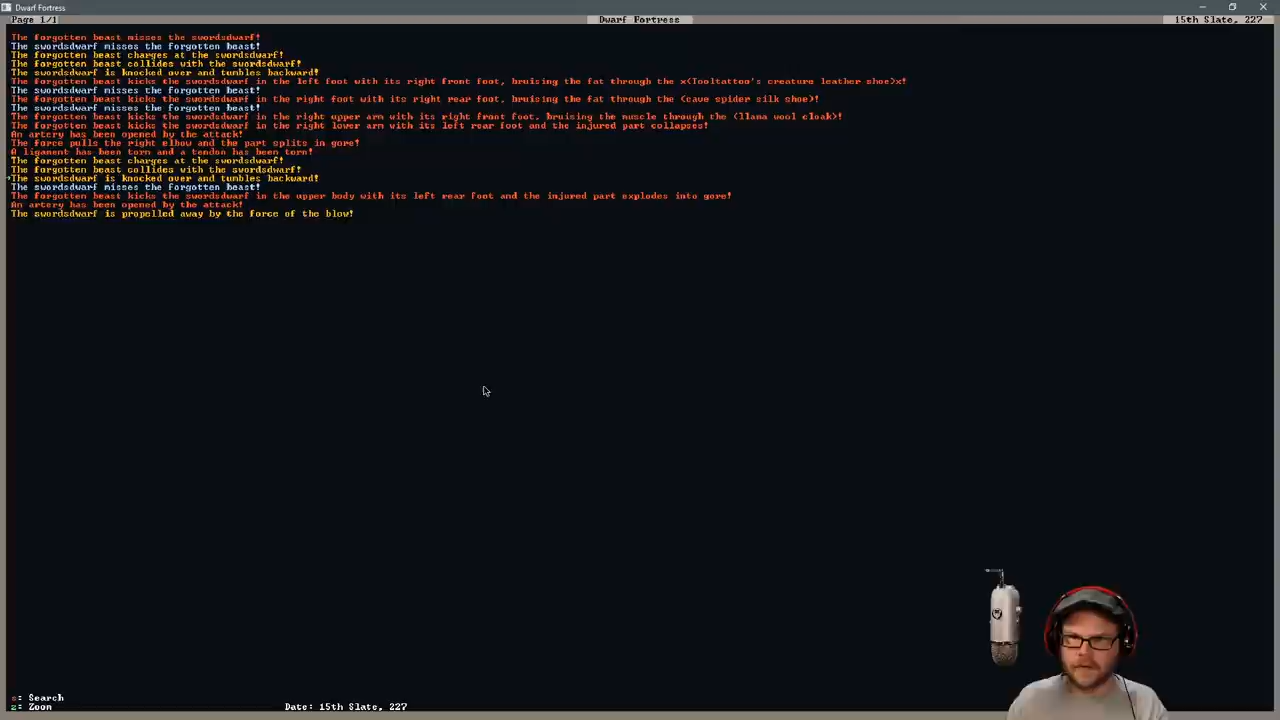 Dwarf Fortress
Page 1/1
Dwarf Fortress
15th Slate, 227
The forgotten beast misses the swordsdwarf!
The swordsdwarf misses the forgotten beast!
The forgotten beast charges at the swordsdwarf!
The forgotten beast collides with the swordsdwarf!
The swordsdwarf is knocked over and tumbles backward!
The forgotten beast kicks the swordsdwarf in the left foot with its right front foot, bruising the fat through the x(Tooltattoo's creature leather shoe)x!
The swordsdwarf misses the forgotten beast!
The forgotten beast kicks the swordsdwarf in the right foot with its right rear foot, bruising the fat through the (cave spider silk shoe)!
The swordsdwarf misses the forgotten beast!
The forgotten beast kicks the swordsdwarf in the right upper arm with its right front foot, bruising the muscle through the (llama wool cloak)!
The forgotten beast kicks the swordsdwarf in the right lower arm with its left rear foot and the injured part collapses!
An artery has been opened by the attack!
The force pulls the right elbow and the part splits in gore!
A ligament has been torn and a tendon has been torn!
The forgotten beast charges at the swordsdwarf!
The forgotten beast collides with the swordsdwarf!
The swordsdwarf is knocked over and tumbles backward!
The swordsdwarf misses the forgotten beast!
The forgotten beast kicks the swordsdwarf in the upper body with its left rear foot and the injured part explodes into gore!
An artery has been opened by the attack!
The swordsdwarf is propelled away by the force of the blow!
s: Search
z: Zoom
Date: 15th Slate, 227